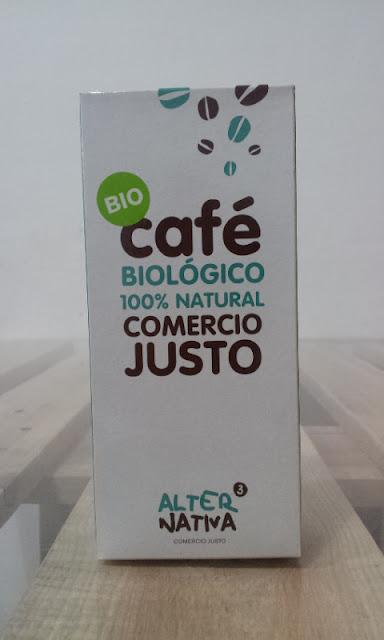 BIO
café
BIOLÓGICO
100% NATURAL
COMERCIO
JUSTO
ALTER 3
NATIVA
COMERCIO JUSTO